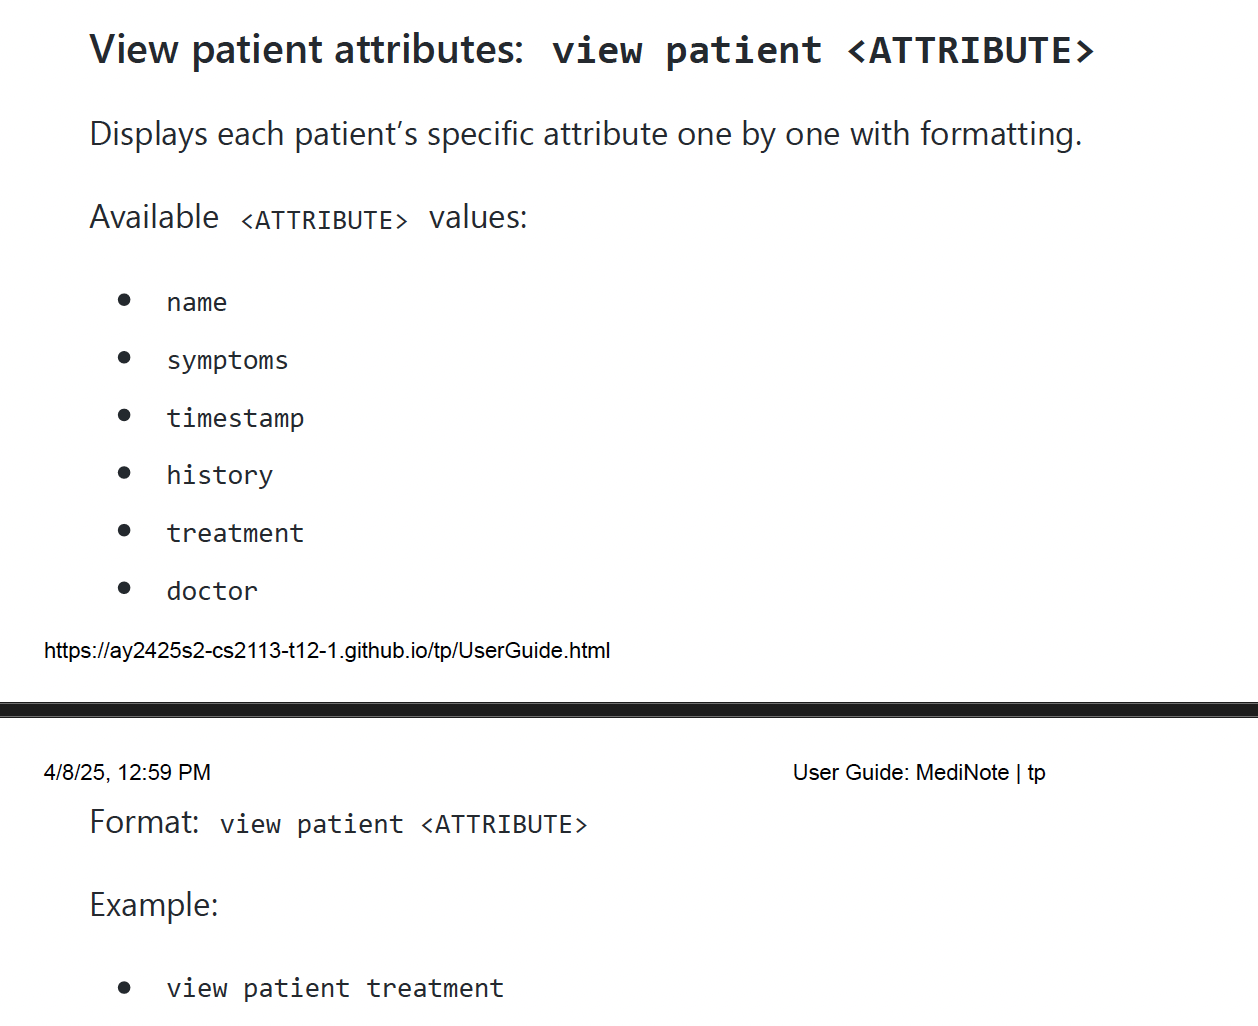 View patient attributes: view patient <ATTRIBUTE>
Displays each patient's specific attribute one by one with formatting.
Available <ATTRIBUTE> values:
• name
• symptoms
• timestamp
• history
• treatment
• doctor
https://ay2425s2-cs2113-t12-1.github.io/tp/UserGuide.html
4/8/25, 12:59 PM User Guide: MediNote | tp
Format: view patient <ATTRIBUTE>
Example:
• view patient treatment